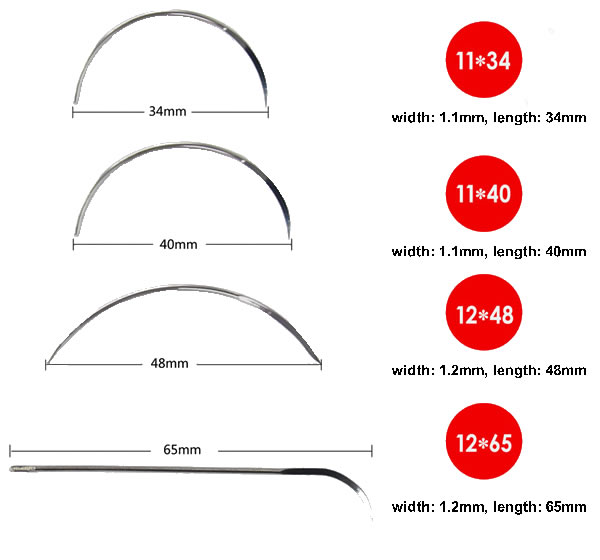 11*34
34mm
width: 1.1mm, length: 34mm
11*40
40mm
width: 1.1mm, length: 40mm
12*48
48mm
width: 1.2mm, length: 48mm
12*65
65mm
width: 1.2mm, length: 65mm